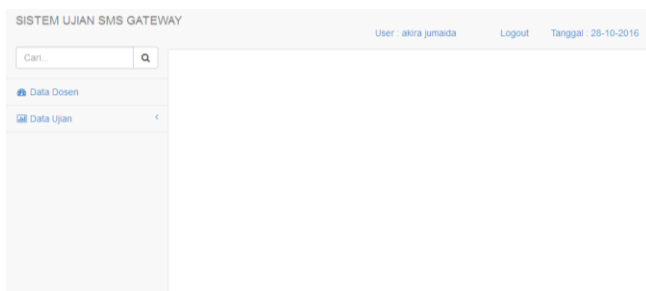 SISTEM UJIAN SMS GATEWAY
User : akira jumaida Logout Tanggal : 28-10-2016
Cari...
Data Dosen
Data Ujian